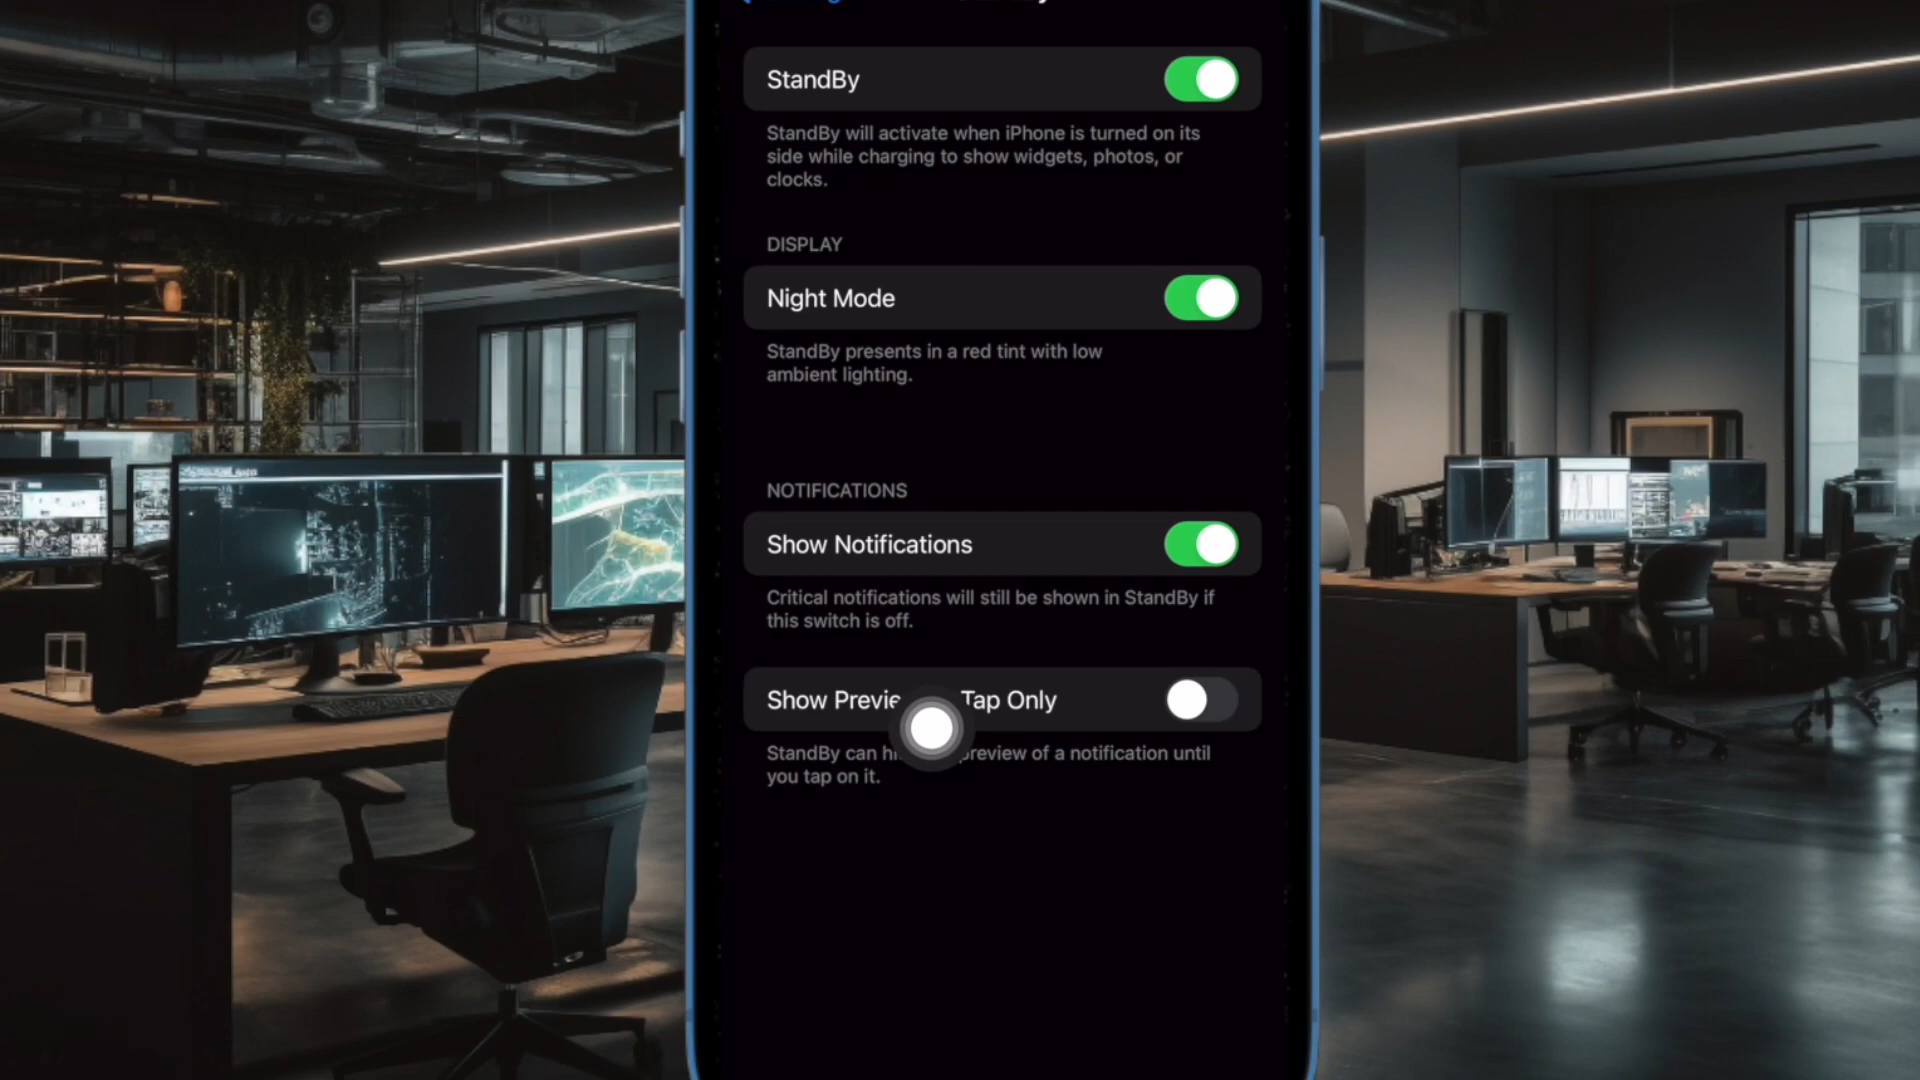 StandBy
StandBy will activate when iPhone is turned on its
side while charging to show widgets, photos, or
clocks.
DISPLAY
Night Mode
StandBy presents in a red tint with low
ambient lighting.
NOTIFICATIONS
Show Notifications
Critical notifications will still be shown in StandBy if
this switch is off.
Show Tap Only
StandBy can preview of a notification until
you tap on it.